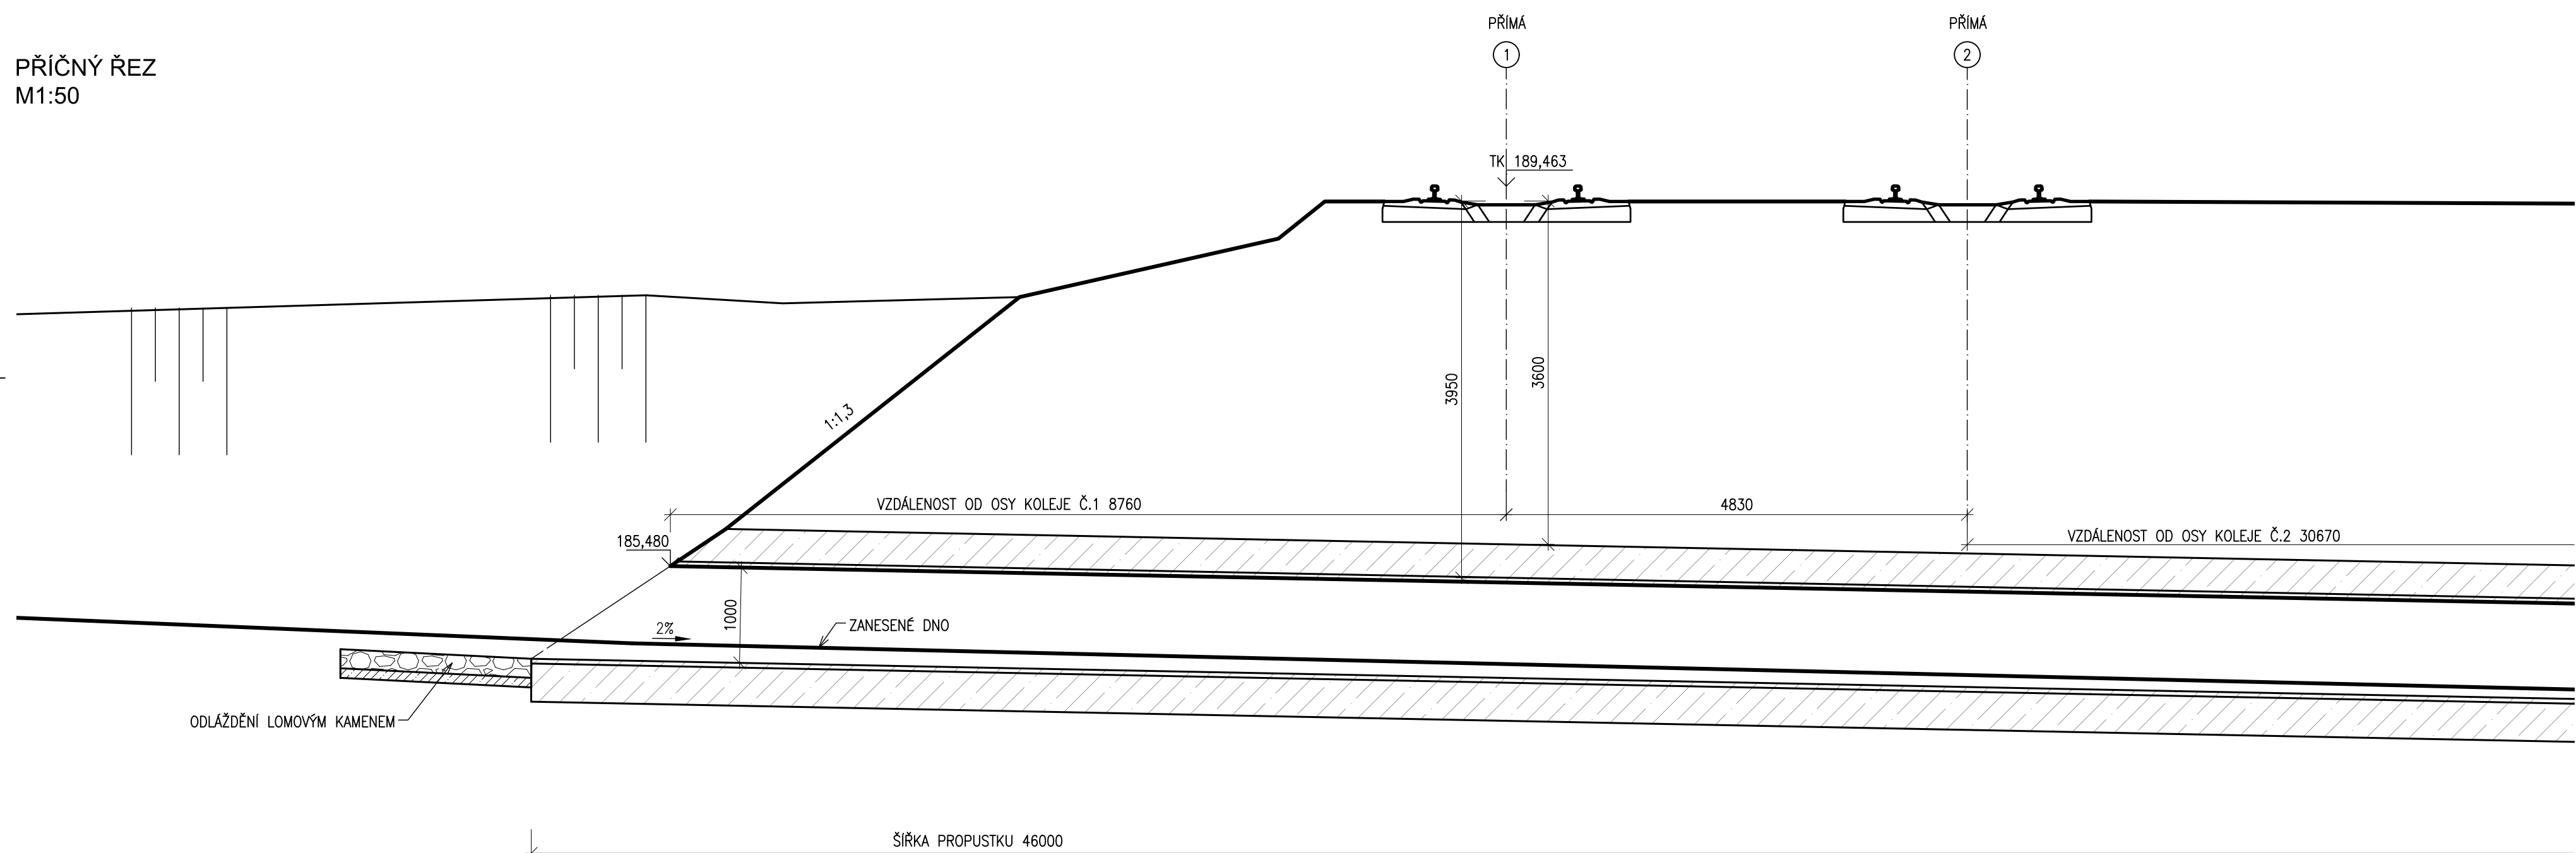 PŘÍČNÝ ŘEZ
M1:50
PŘÍMÁ
1
PŘÍMÁ
2
TK 189,463
3950
3600
1:1,3
VZDÁLENOST OD OSY KOLEJE Č.1 8760
4830
VZDÁLENOST OD OSY KOLEJE Č.2 30670
185,480
1000
2%
ZANESENÉ DNO
ODLÁŽDĚNÍ LOMOVÝM KAMENEM
ŠÍŘKA PROPUSTKU 46000